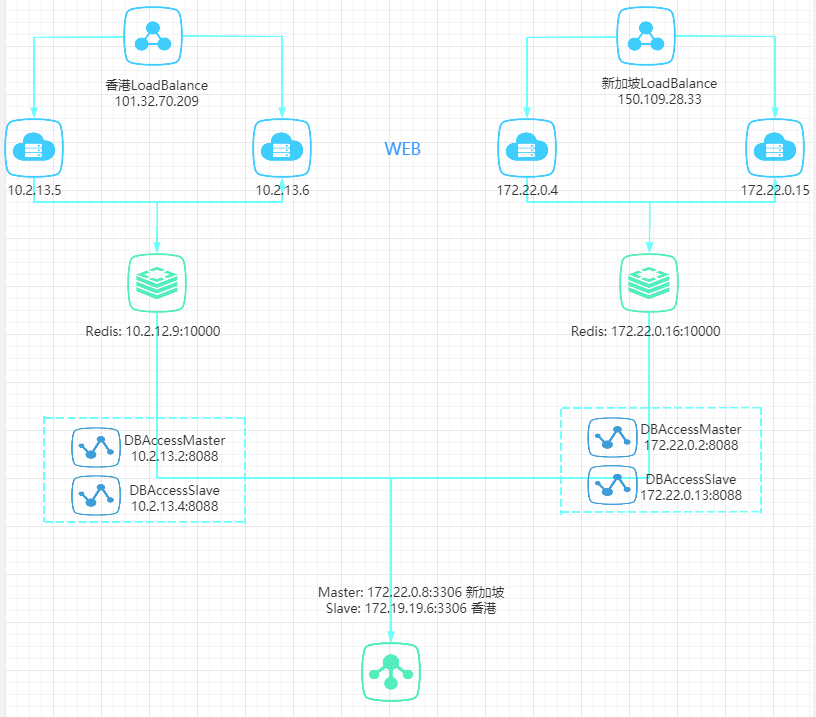 香港LoadBalance
101.32.70.209
新加坡LoadBalance
150.109.28.33
WEB
10.2.13.5
10.2.13.6
172.22.0.4
172.22.0.15
Redis: 10.2.12.9:10000
Redis: 172.22.0.16:10000
DBAccessMaster
10.2.13.2:8088
DBAccessSlave
10.2.13.4:8088
DBAccessMaster
172.22.0.2:8088
DBAccessSlave
172.22.0.13:8088
Master: 172.22.0.8:3306 新加坡
Slave: 172.19.19.6:3306 香港